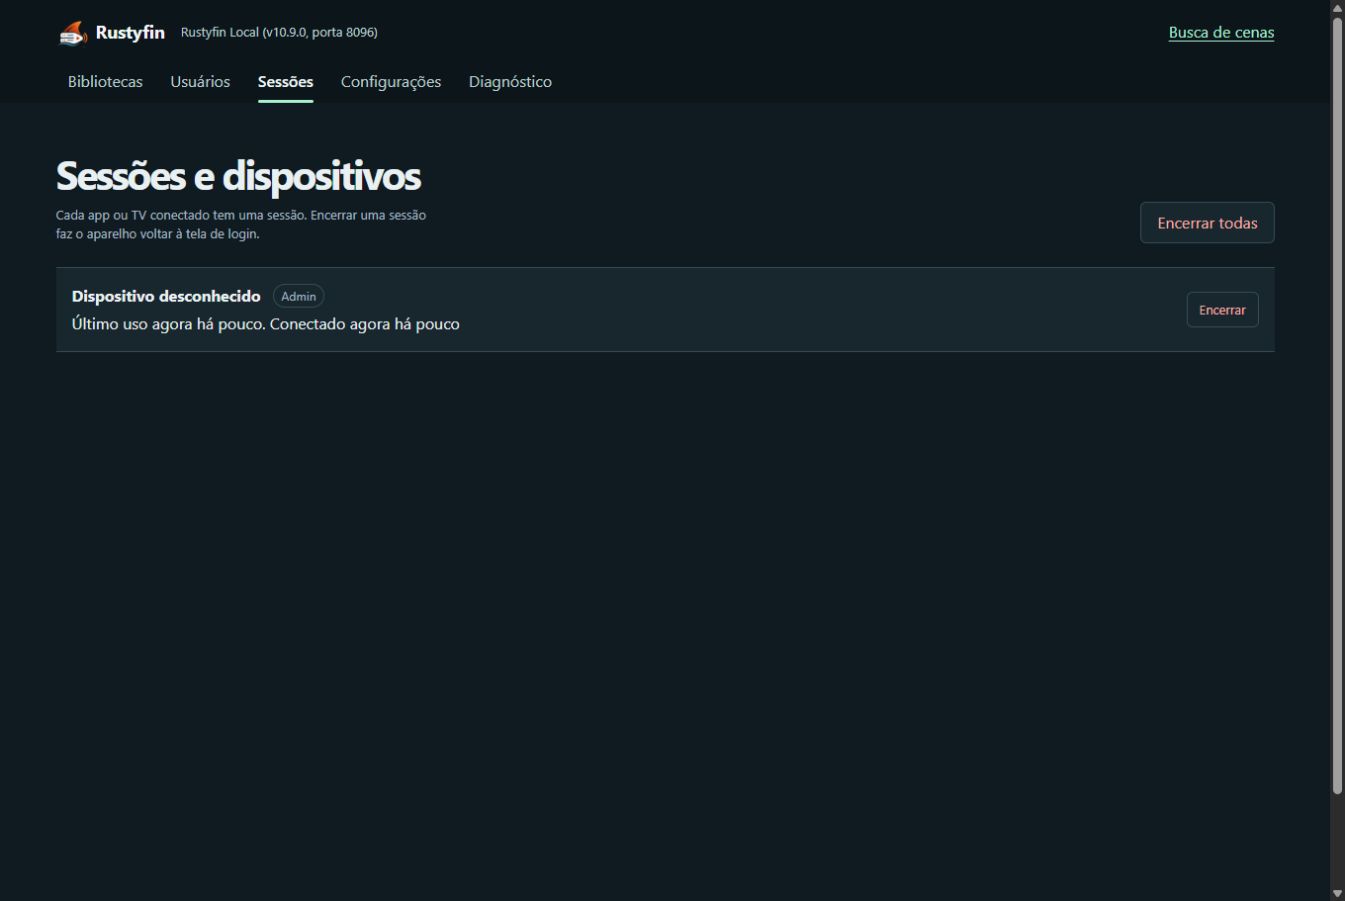 Rustyfin
Rustyfin Local (v10.9.0, porta 8096)
Busca de cenas
Bibliotecas
Usuários
Sessões
Configurações
Diagnóstico
Sessões e dispositivos
Cada app ou TV conectado tem uma sessão. Encerrar uma sessão
faz o aparelho voltar à tela de login.
Encerrar todas
Dispositivo desconhecido
Admin
Último uso agora há pouco. Conectado agora há pouco
Encerrar